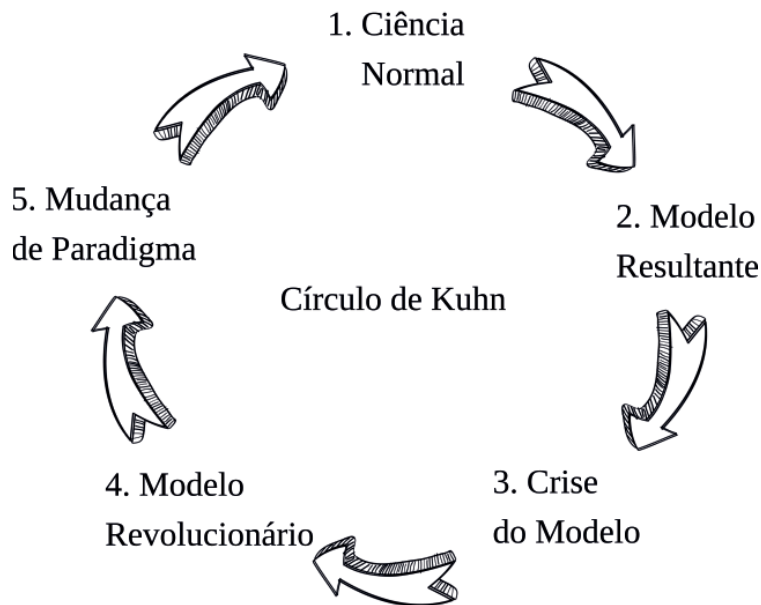 1. Ciência
Normal
2. Modelo
Resultante
3. Crise
do Modelo
4. Modelo
Revolucionário
5. Mudança
de Paradigma
Círculo de Kuhn